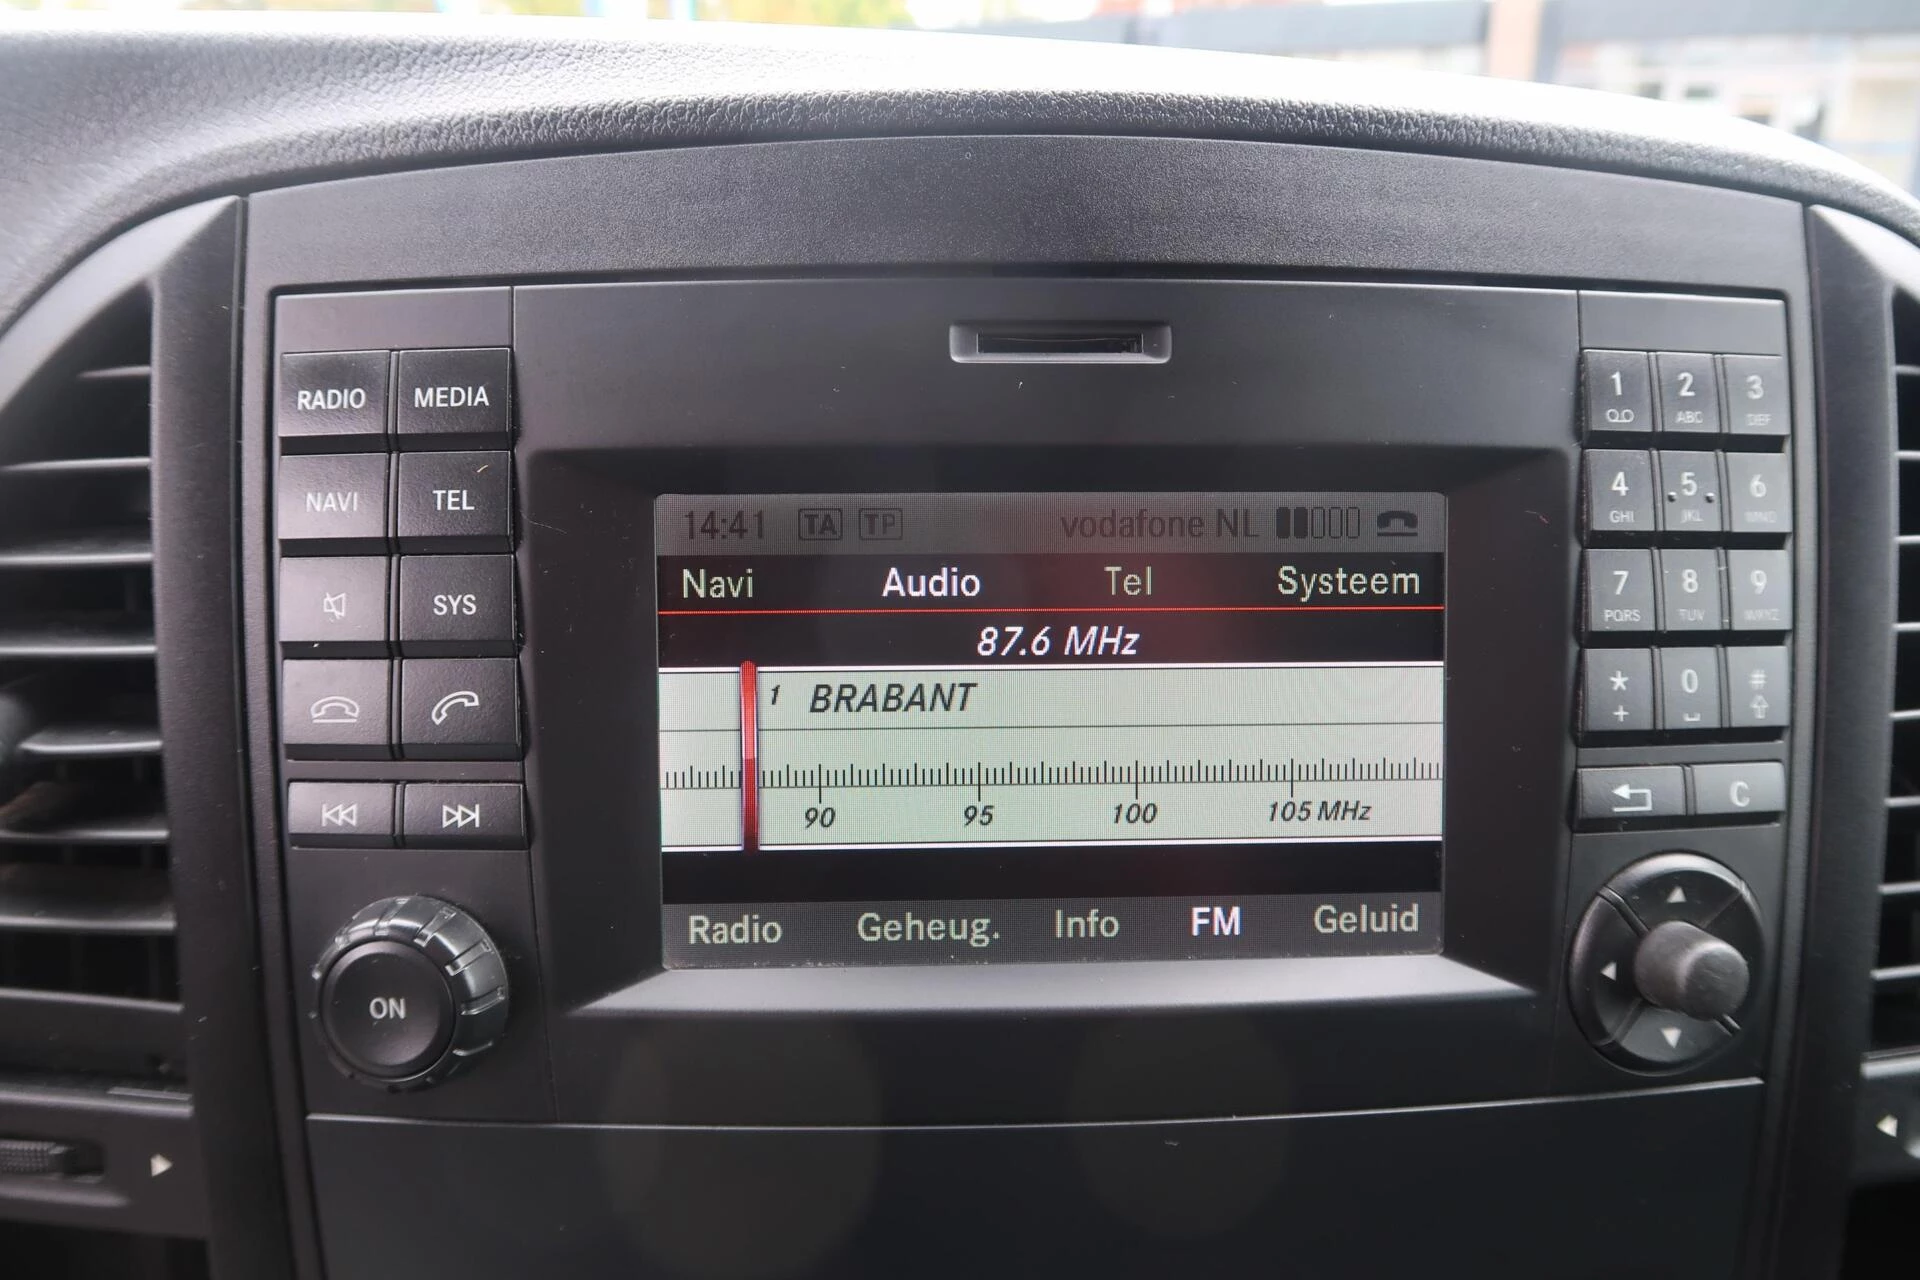 RADIO MEDIA
NAVI TEL
SYS
ON
14:41 TA TP vodafone NL
Navi Audio Tel Systeem
87.6 MHz
1 BRABANT
90 95 100 105 MHz
Radio Geheug. Info FM Geluid
1 2 3
ABC DEF
4 5 6
GHI JKL MNO
7 8 9
PQRS TUV WXYZ
* 0 #
+
C